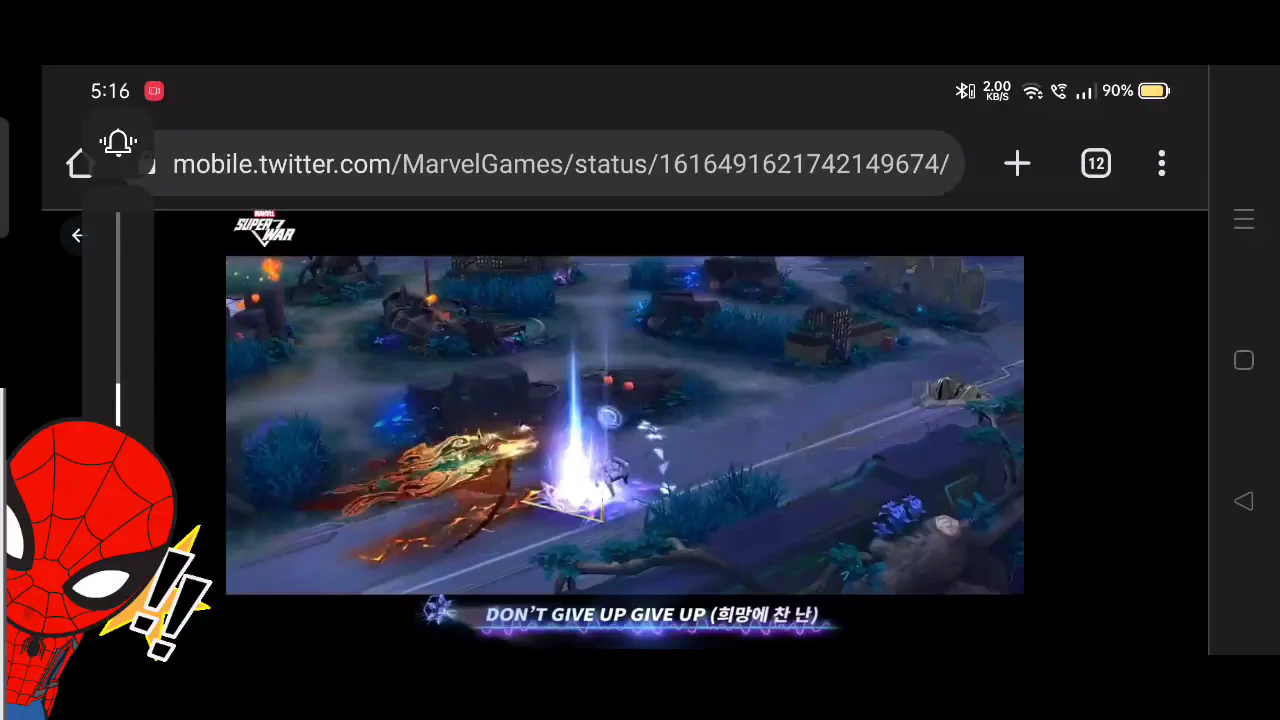 5:16
2.00
KB/S
90%
mobile.twitter.com/MarvelGames/status/1616491621742149674/
12
MARVEL
SUPER WAR
DON'T GIVE UP GIVE UP (희망에 찬 난)
!!